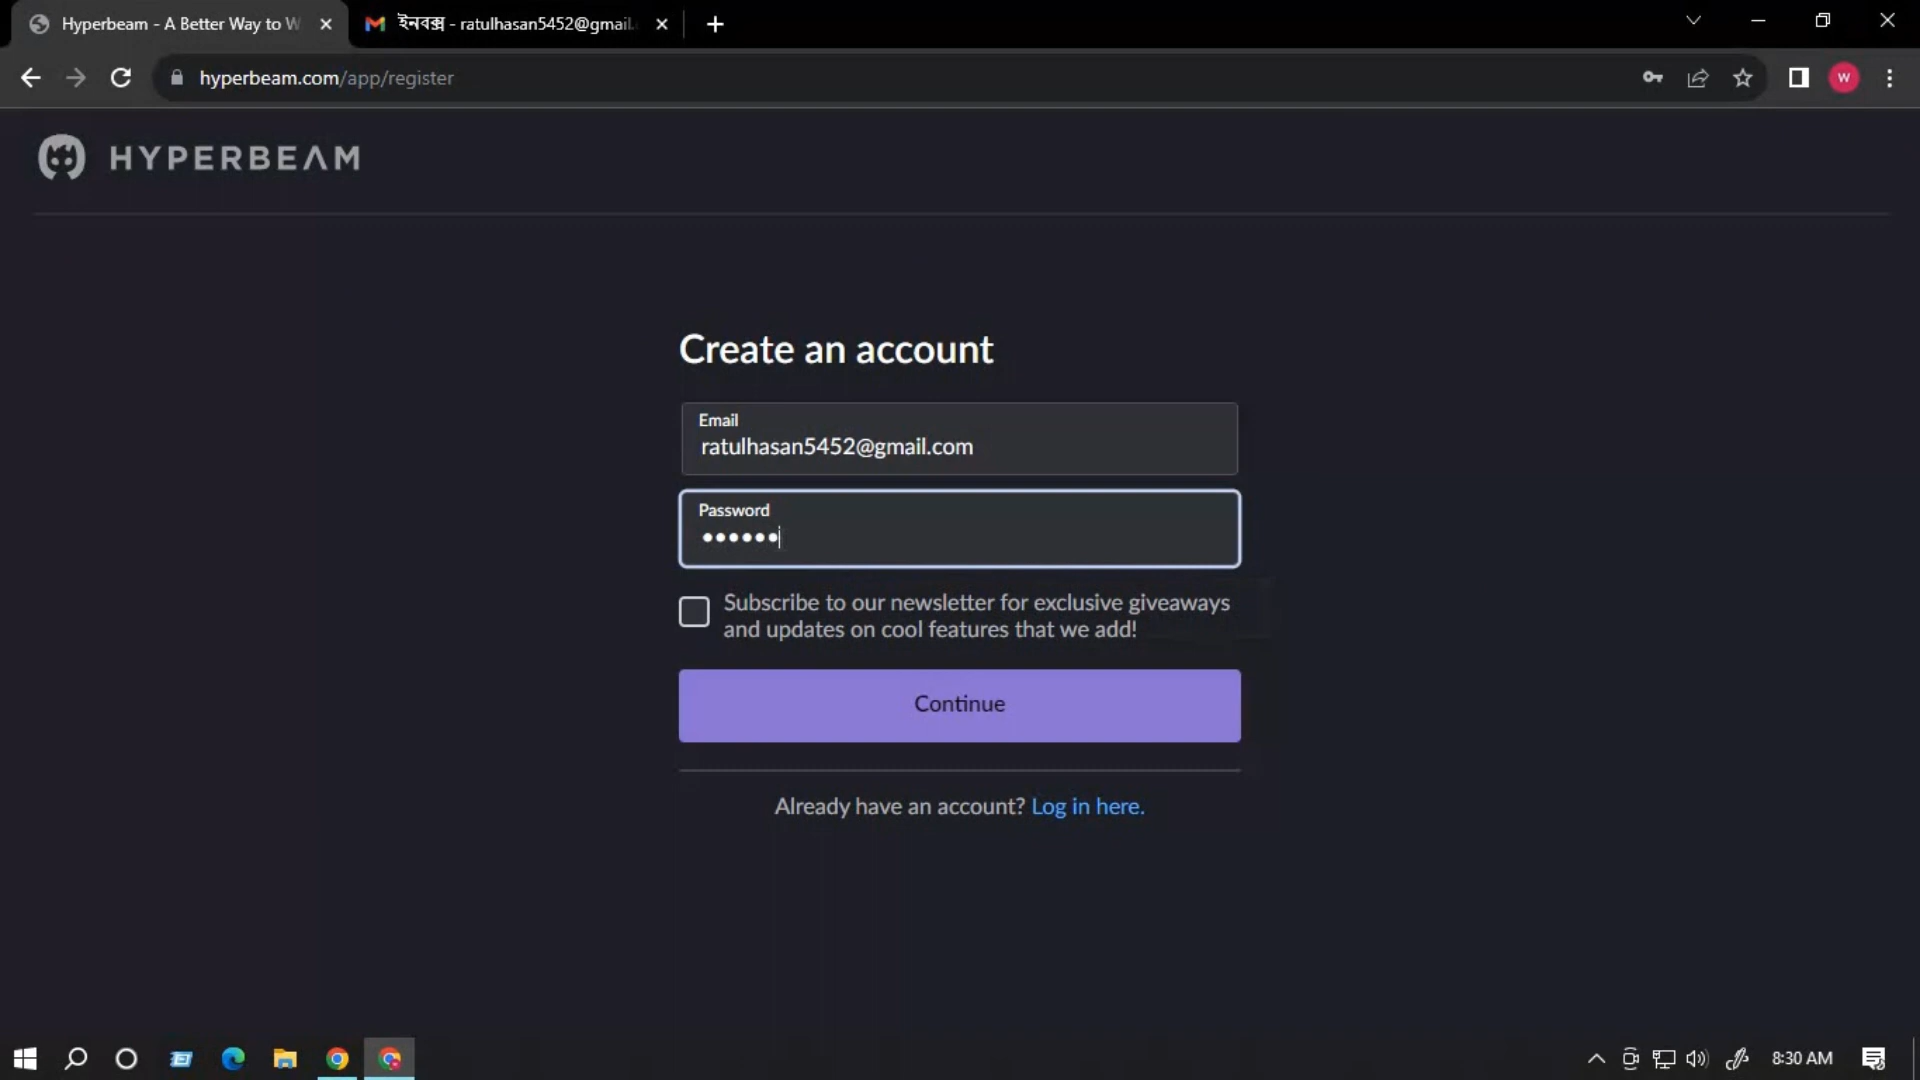 Hyperbeam - A Better Way to W
ইনবক্স - ratulhasan5452@gmail.
hyperbeam.com/app/register
W
HYPERBEAM
Create an account
Email
ratulhasan5452@gmail.com
Password
••••••
Subscribe to our newsletter for exclusive giveaways
and updates on cool features that we add!
Continue
Already have an account? Log in here.
8:30 AM